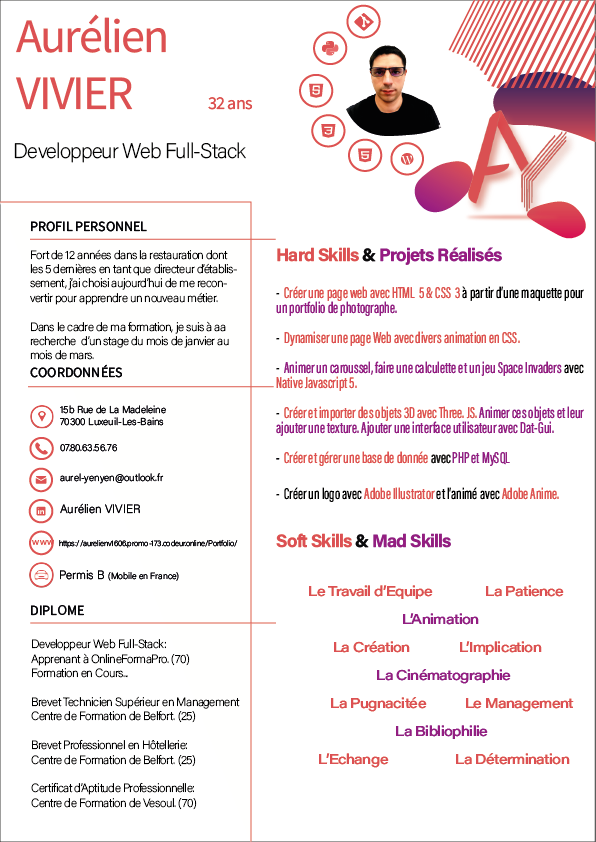 Aurélien
VIVIER
32 ans
Developpeur Web Full-Stack
AY
PROFIL PERSONNEL
Fort de 12 années dans la restauration dont
les 5 dernières en tant que directeur d'établis-
sement, j'ai choisi aujourd'hui de me recon-
vertir pour apprendre un nouveau métier.
Dans le cadre de ma formation, je suis à aa
recherche d'un stage du mois de janvier au
mois de mars.
COORDONNÉES
15b Rue de La Madeleine
70300 Luxeuil-Les-Bains
07.80.63.56.76
aurel-yenyen@outlook.fr
in
Aurélien VIVIER
www
https://aurelienv1606.promo-173.codeur.online/Portfolio/
Permis B (Mobile en France)
DIPLOME
Developpeur Web Full-Stack:
Apprenant à OnlineFormaPro. (70)
Formation en Cours...
Brevet Technicien Supérieur en Management
Centre de Formation de Belfort. (25)
Brevet Professionnel en Hôtellerie:
Centre de Formation de Belfort. (25)
Certificat d'Aptitude Professionnelle:
Centre de Formation de Vesoul. (70)
Hard Skills & Projets Réalisés
- Créer une page web avec HTML 5 & CSS 3 à partir d'une maquette pour
un portfolio de photographe.
- Dynamiser une page Web avec divers animation en CSS.
- Animer un caroussel, faire une calculette et un jeu Space Invaders avec
Native Javascript 5.
- Créer et importer des objets 3D avec Three. JS. Animer ces objets et leur
ajouter une texture. Ajouter une interface utilisateur avec Dat-Gui.
- Créer et gérer une base de donnée avec PHP et MySQL
- Créer un logo avec Adobe Illustrator et l'animé avec Adobe Anime.
Soft Skills & Mad Skills
Le Travail d'Equipe La Patience
L'Animation
La Création L'Implication
La Cinématographie
La Pugnacitée Le Management
La Bibliophilie
L'Echange La Détermination